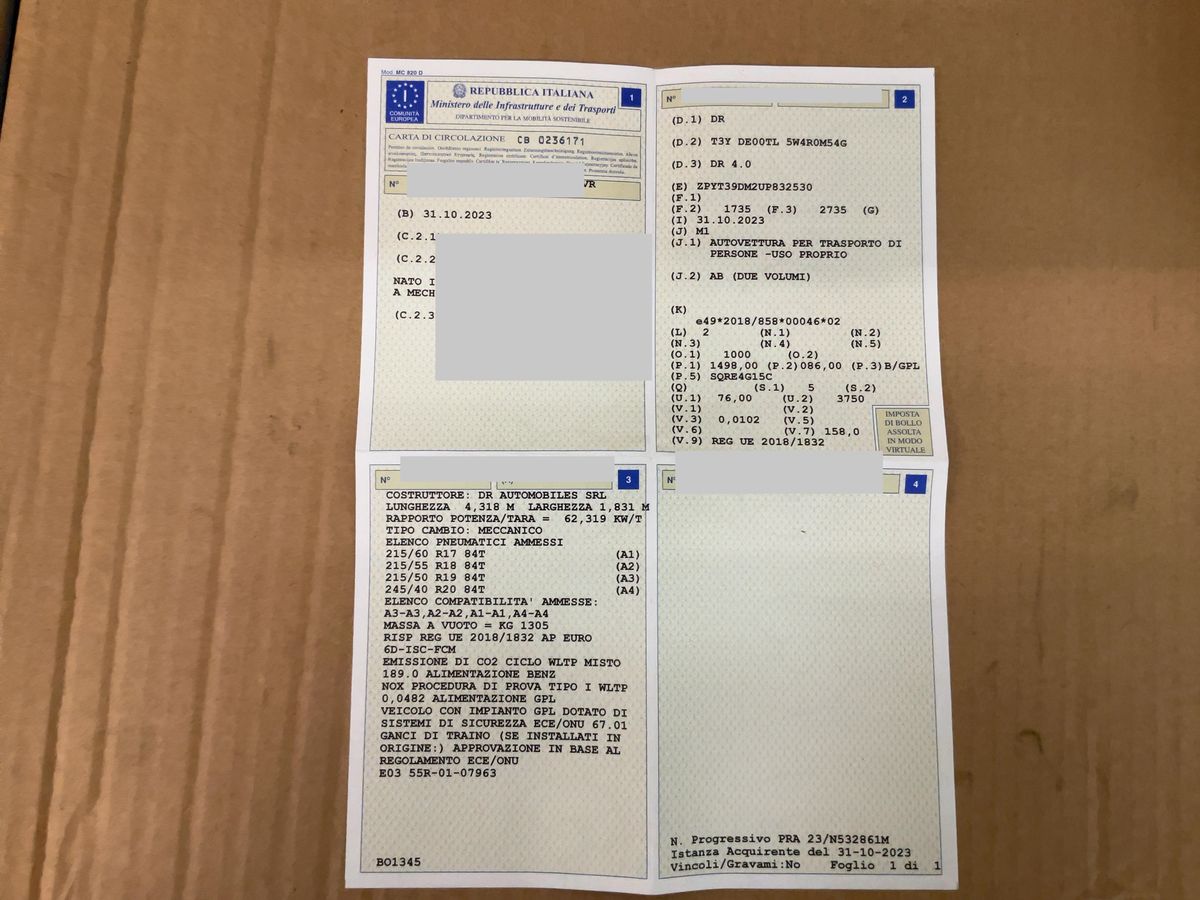 Mod. MC 820 D
COMUNITÀ EUROPEA
REPUBBLICA ITALIANA
Ministero delle Infrastrutture e dei Trasporti
DIPARTIMENTO PER LA MOBILITÀ SOSTENIBILE
1
CARTA DI CIRCOLAZIONE CB 0236171
N° VR
(B) 31.10.2023
(C.2.1
(C.2.2
NATO I
A MECH
(C.2.3
N° 2
(D.1) DR
(D.2) T3Y DE00TL 5W4R0M54G
(D.3) DR 4.0
(E) ZPYT39DM2UP832530
(F.1)
(F.2) 1735 (F.3) 2735 (G)
(I) 31.10.2023
(J) M1
(J.1) AUTOVETTURA PER TRASPORTO DI
PERSONE -USO PROPRIO
(J.2) AB (DUE VOLUMI)
(K)
e49*2018/858*00046*02
(L) 2 (N.1) (N.2)
(N.3) (N.4) (N.5)
(O.1) 1000 (O.2)
(P.1) 1498,00 (P.2)086,00 (P.3)B/GPL
(P.5) SQRE4G15C
(Q) (S.1) 5 (S.2)
(U.1) 76,00 (U.2) 3750
(V.1) (V.2)
(V.3) 0,0102 (V.5)
(V.6) (V.7) 158,0
(V.9) REG UE 2018/1832
IMPOSTA
DI BOLLO
ASSOLTA
IN MODO
VIRTUALE
N° 3
COSTRUTTORE: DR AUTOMOBILES SRL
LUNGHEZZA 4,318 M LARGHEZZA 1,831 M
RAPPORTO POTENZA/TARA = 62,319 KW/T
TIPO CAMBIO: MECCANICO
ELENCO PNEUMATICI AMMESSI
215/60 R17 84T (A1)
215/55 R18 84T (A2)
215/50 R19 84T (A3)
245/40 R20 84T (A4)
ELENCO COMPATIBILITA' AMMESSE:
A3-A3,A2-A2,A1-A1,A4-A4
MASSA A VUOTO = KG 1305
RISP REG UE 2018/1832 AP EURO
6D-ISC-FCM
EMISSIONE DI CO2 CICLO WLTP MISTO
189.0 ALIMENTAZIONE BENZ
NOX PROCEDURA DI PROVA TIPO I WLTP
0,0482 ALIMENTAZIONE GPL
VEICOLO CON IMPIANTO GPL DOTATO DI
SISTEMI DI SICUREZZA ECE/ONU 67.01
GANCI DI TRAINO (SE INSTALLATI IN
ORIGINE:) APPROVAZIONE IN BASE AL
REGOLAMENTO ECE/ONU
E03 55R-01-07963
BO1345
N° 4
N. Progressivo PRA 23/N532861M
Istanza Acquirente del 31-10-2023
Vincoli/Gravami:No Foglio 1 di 1